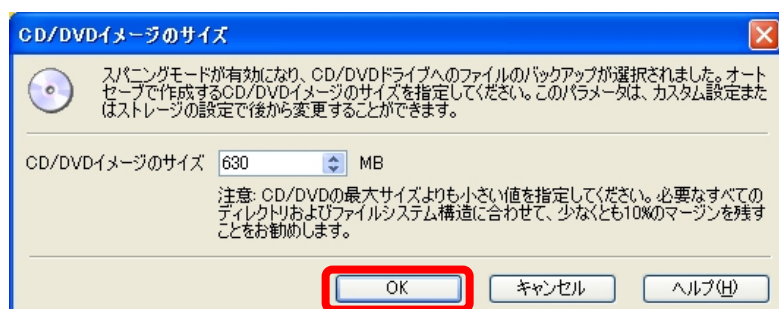 CD/DVDイメージのサイズ
スパニングモードが有効になり、CD/DVDドライブへのファイルのバックアップが選択されました。オート
セーブで作成するCD/DVDイメージのサイズを指定してください。このパラメータは、カスタム設定また
はストレージの設定で後から変更することができます。
CD/DVDイメージのサイズ 630 MB
注意: CD/DVDの最大サイズよりも小さい値を指定してください。必要なすべての
ディレクトリおよびファイルシステム構造に合わせて、少なくとも10%のマージンを残す
ことをお勧めします。
OK キャンセル ヘルプ(H)